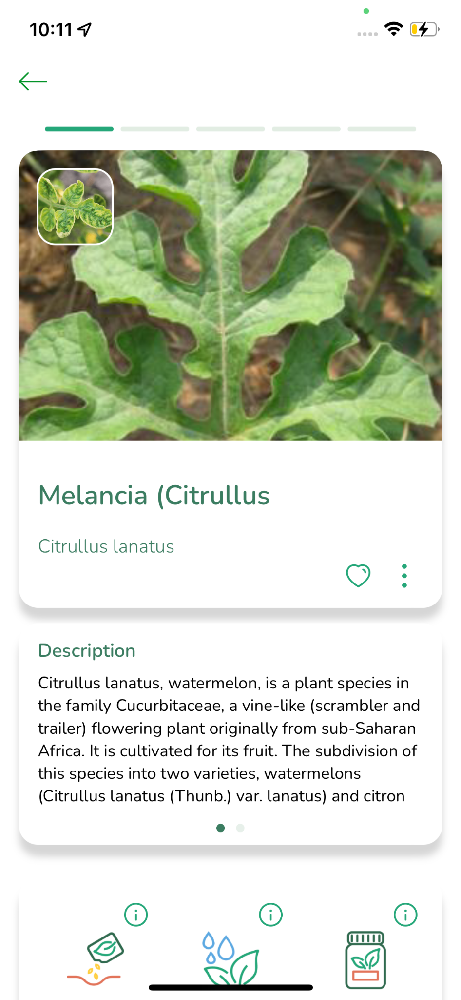 10:11
Melancia (Citrullus
Citrullus lanatus
Description
Citrullus lanatus, watermelon, is a plant species in
the family Cucurbitaceae, a vine-like (scrambler and
trailer) flowering plant originally from sub-Saharan
Africa. It is cultivated for its fruit. The subdivision of
this species into two varieties, watermelons
(Citrullus lanatus (Thunb.) var. lanatus) and citron